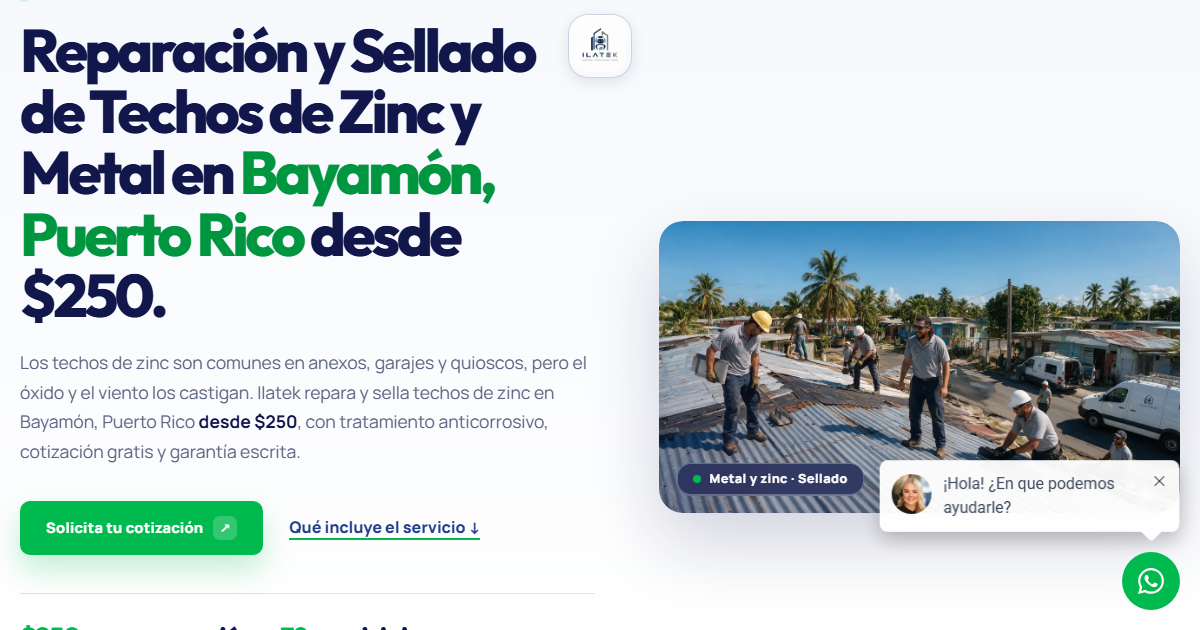 Reparación y Sellado
de Techos de Zinc y
Metal en Bayamón,
Puerto Rico desde
$250.
ILATEK
Los techos de zinc son comunes en anexos, garajes y quioscos, pero el
óxido y el viento los castigan. Ilatek repara y sella techos de zinc en
Bayamón, Puerto Rico desde $250, con tratamiento anticorrosivo,
cotización gratis y garantía escrita.
Solicita tu cotización ↗
Qué incluye el servicio ↓
Metal y zinc · Sellado
¡Hola! ¿En que podemos
ayudarle?